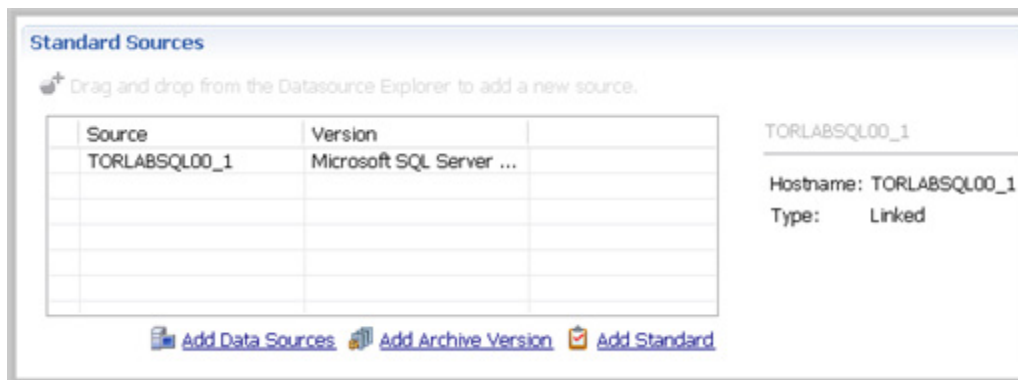 Standard Sources
Drag and drop from the Datasource Explorer to add a new source.
Source Version
TORLABSQL00_1 Microsoft SQL Server ...
TORLABSQL00_1
Hostname: TORLABSQL00_1
Type: Linked
Add Data Sources Add Archive Version Add Standard